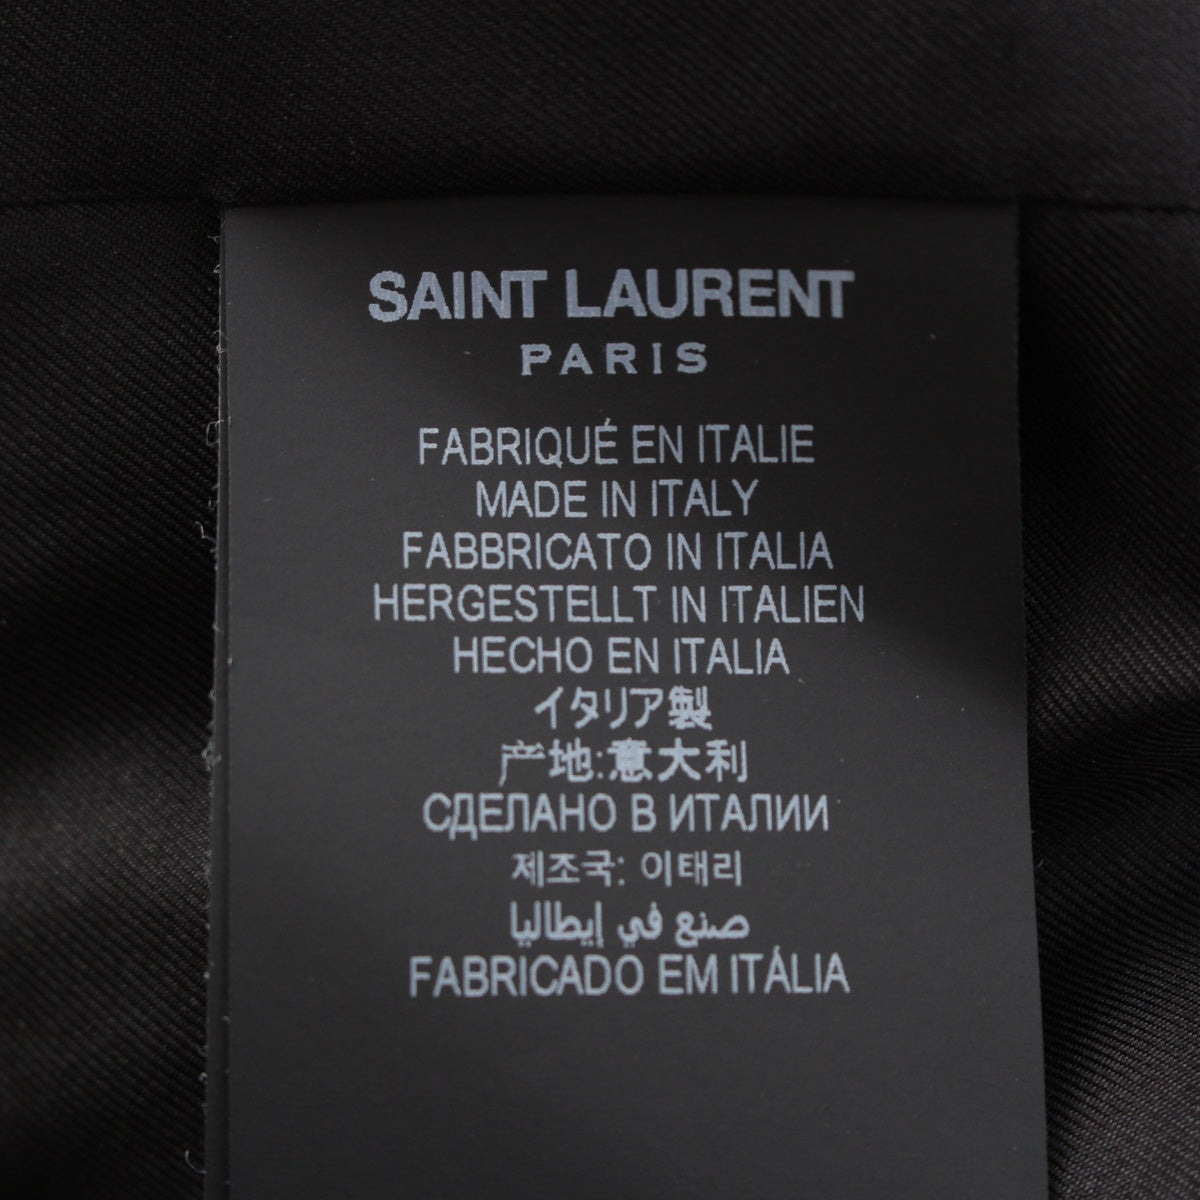 SAINT LAURENT
PARIS
FABRIQUÉ EN ITALIE
MADE IN ITALY
FABBRICATO IN ITALIA
HERGESTELLT IN ITALIEN
HECHO EN ITALIA
イタリア製
产地:意大利
СДЕЛАНО В ИТАЛИИ
제조국: 이태리
صنع في إيطاليا
FABRICADO EM ITÁLIA